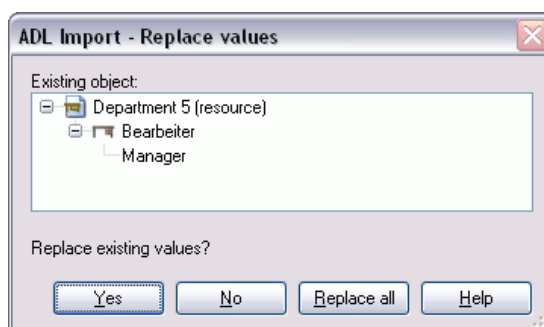 ADL Import - Replace values
Existing object:
Department 5 (resource)
Bearbeiter
Manager
Replace existing values?
Yes No Replace all Help